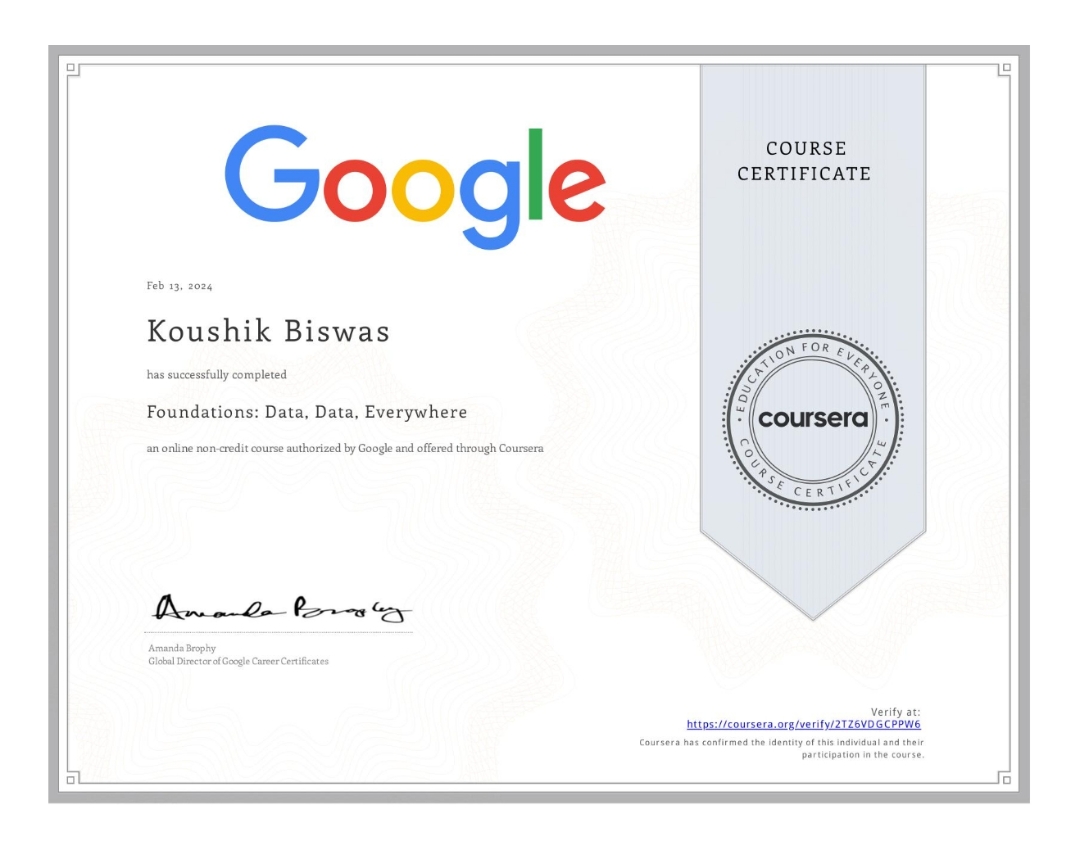 Google
COURSE
CERTIFICATE
Feb 13, 2024
Koushik Biswas
has successfully completed
Foundations: Data, Data, Everywhere
an online non-credit course authorized by Google and offered through Coursera
EDUCATION FOR EVERYONE
coursera
COURSE CERTIFICATE
Amanda Brophy
Amanda Brophy
Global Director of Google Career Certificates
Verify at:
https://coursera.org/verify/2TZ6VDGCPPW6
Coursera has confirmed the identity of this individual and their
participation in the course.